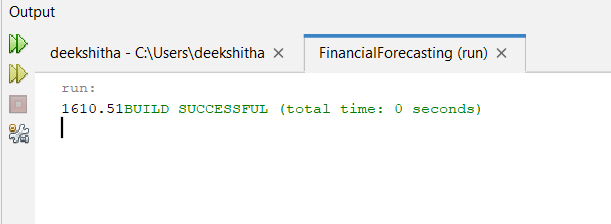 Output
deekshitha - C:\Users\deekshitha × FinancialForecasting (run) ×
run:
1610.51BUILD SUCCESSFUL (total time: 0 seconds)